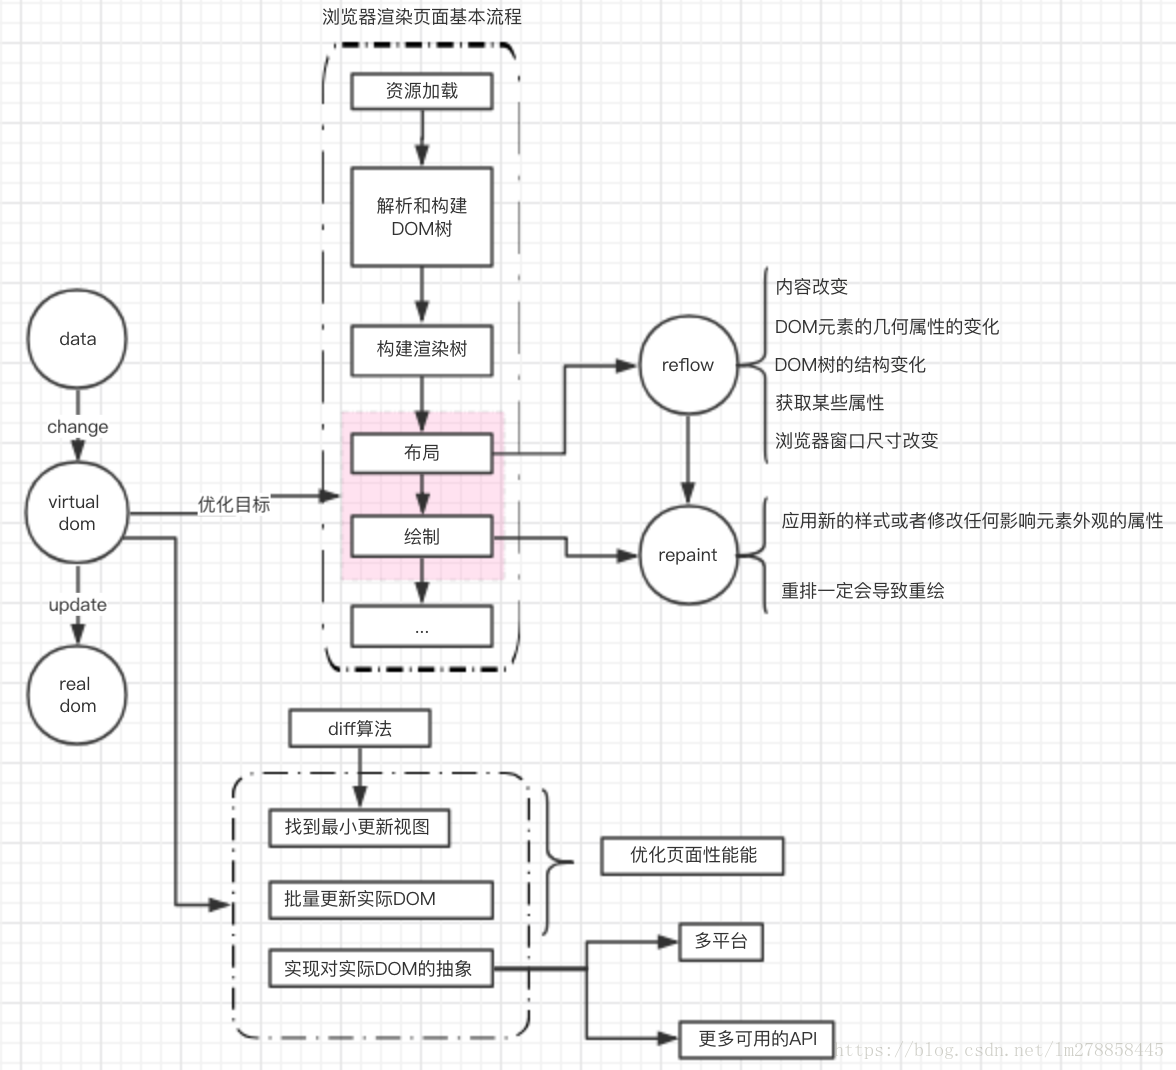 浏览器渲染页面基本流程
资源加载
解析和构建
DOM树
构建渲染树
布局
绘制
...
data
change
virtual
dom
优化目标
update
real
dom
reflow
内容改变
DOM元素的几何属性的变化
DOM树的结构变化
获取某些属性
浏览器窗口尺寸改变
repaint
应用新的样式或者修改任何影响元素外观的属性
重排一定会导致重绘
diff算法
找到最小更新视图
批量更新实际DOM
实现对实际DOM的抽象
优化页面性能能
多平台
更多可用的API
https://blog.csdn.net/lm278858445